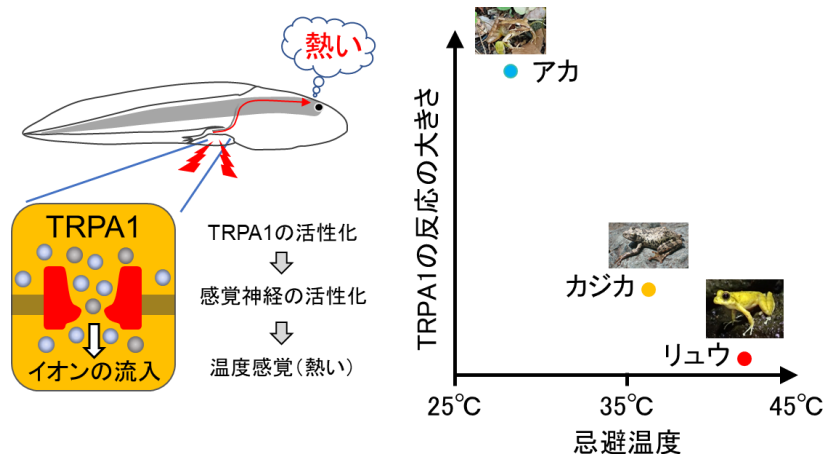 熱い
TRPA1
イオンの流入
TRPA1の活性化
感覚神経の活性化
温度感覚(熱い)
TRPA1の反応の大きさ
アカ
カジカ
リュウ
25℃
35℃
45℃
忌避温度